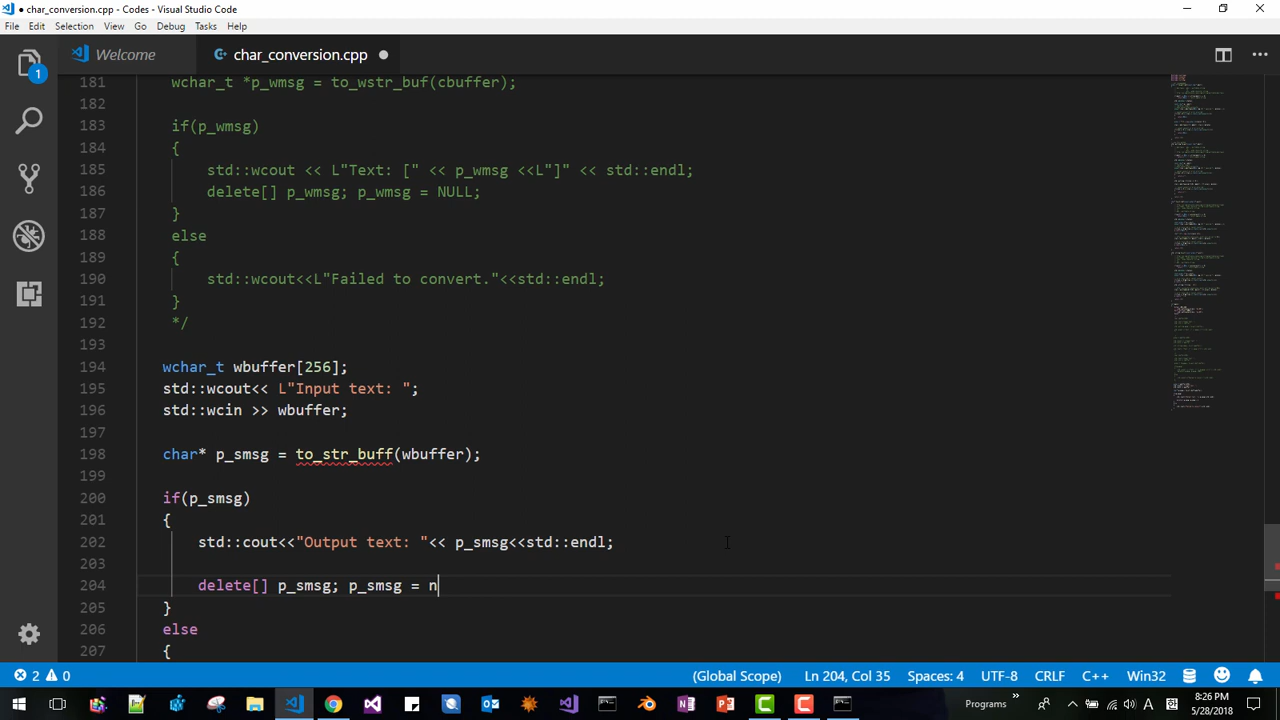 ● char_conversion.cpp - Codes - Visual Studio Code
File Edit Selection View Go Debug Tasks Help
Welcome char_conversion.cpp
181 wchar_t *p_wmsg = to_wstr_buf(cbuffer);
182
183 if(p_wmsg)
184 {
185 std::wcout << L"Text: [" << p_wmsg <<L"]" << std::endl;
186 delete[] p_wmsg; p_wmsg = NULL;
187 }
188 else
189 {
190 std::wcout<<L"Failed to convert "<<std::endl;
191 }
192 */
193
194 wchar_t wbuffer[256];
195 std::wcout<< L"Input text: ";
196 std::wcin >> wbuffer;
197
198 char* p_smsg = to_str_buff(wbuffer);
199
200 if(p_smsg)
201 {
202 std::cout<<"Output text: "<< p_smsg<<std::endl;
203
204 delete[] p_smsg; p_smsg = n
205 }
206 else
207 {
1
2 0 (Global Scope) Ln 204, Col 35 Spaces: 4 UTF-8 CRLF C++ Win32
Programs » A 8:26 PM
5/28/2018